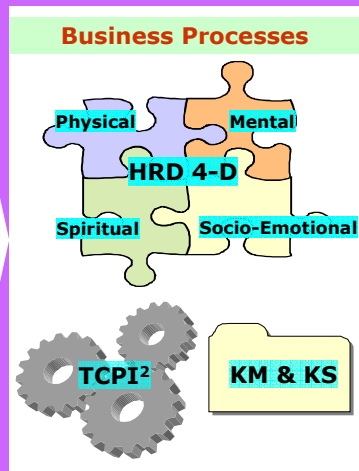 Business Processes
Physical
Mental
HRD 4-D
Spiritual
Socio-Emotional
TCPI²
KM & KS